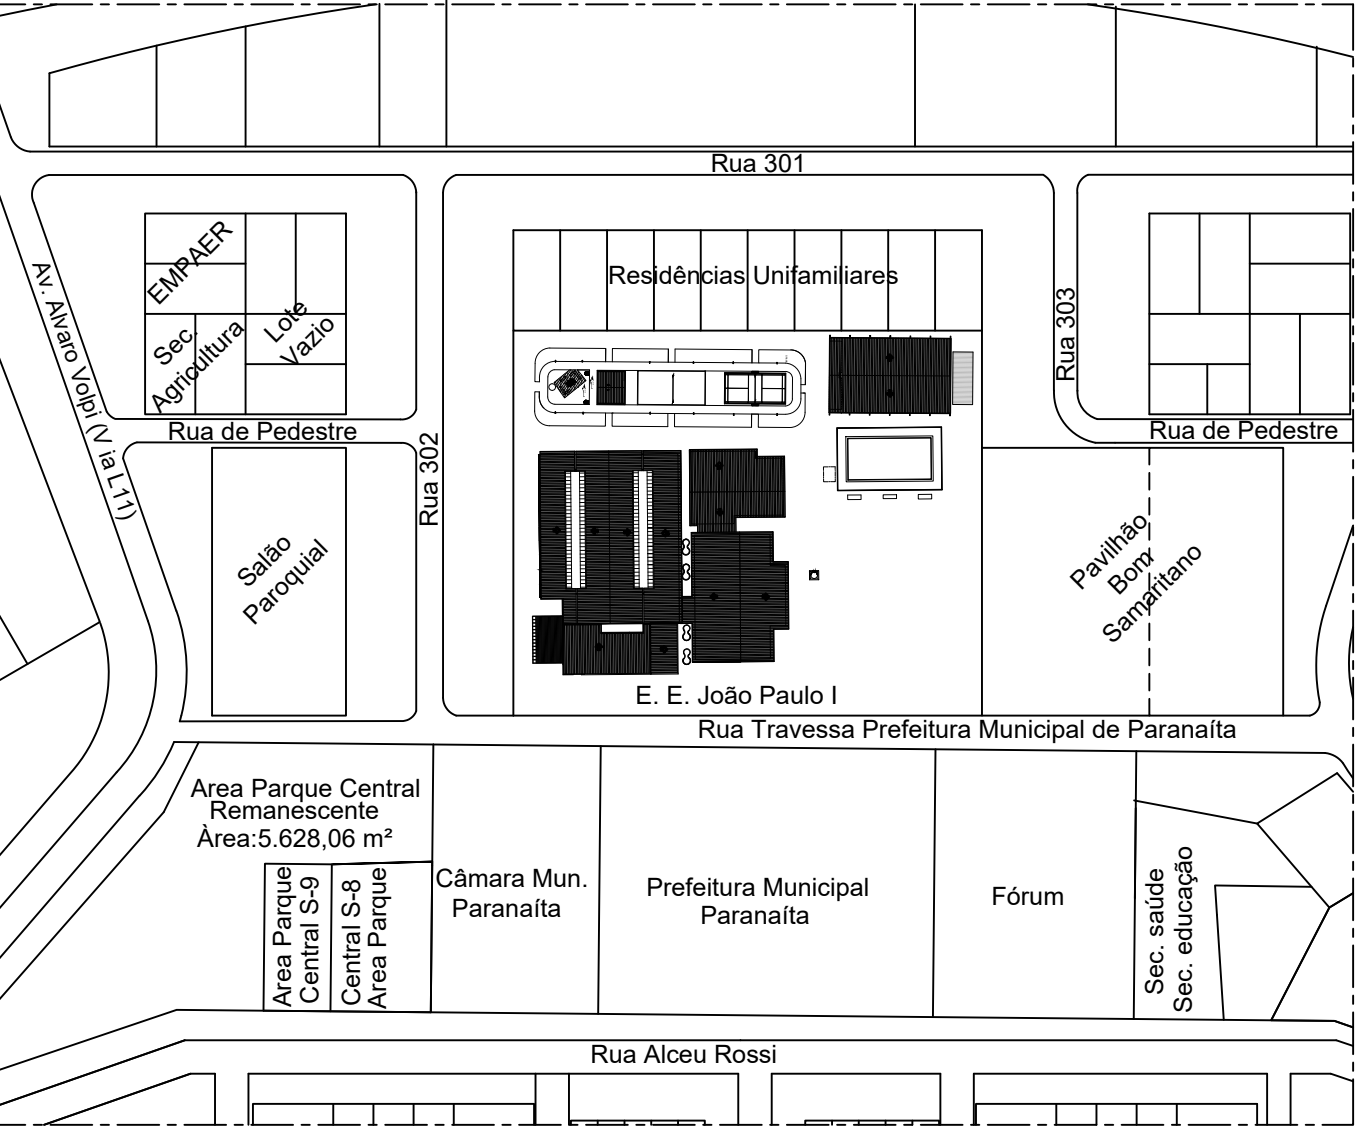 Rua 301
EMPAER
Sec.
Agricultura
Lote
Vazio
Residências Unifamiliares
Rua 303
Av. Alvaro Volpi (V ia L11)
Rua de Pedestre
Rua 302
Rua de Pedestre
Salão
Paroquial
Pavilhão
Bom
Samaritano
E. E. João Paulo I
Rua Travessa Prefeitura Municipal de Paranaíta
Area Parque Central
Remanescente
Àrea:5.628,06 m²
Area Parque
Central S-9
Central S-8
Area Parque
Câmara Mun.
Paranaíta
Prefeitura Municipal
Paranaíta
Fórum
Sec. saúde
Sec. educação
Rua Alceu Rossi